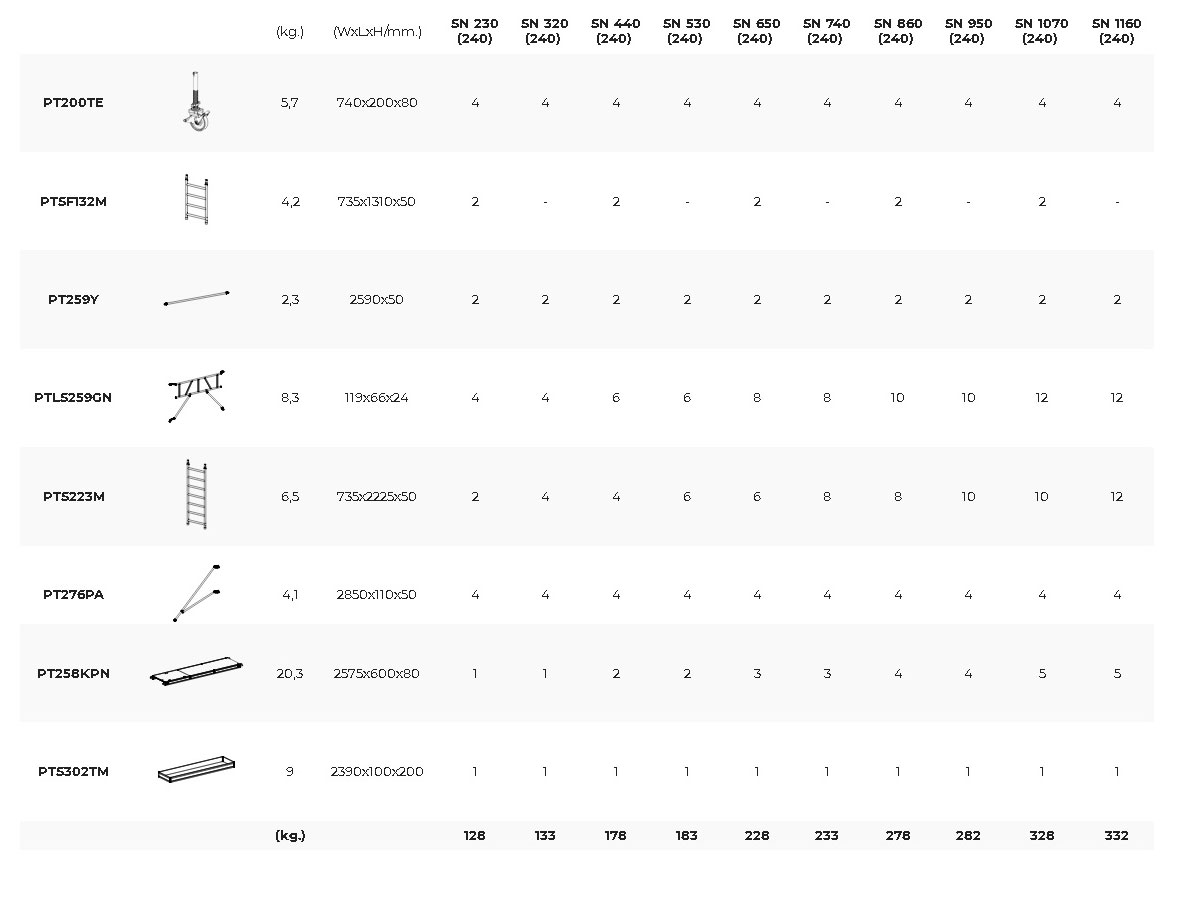 (kg.) (WxLxH/mm.) SN 230 SN 320 SN 440 SN 530 SN 650 SN 740 SN 860 SN 950 SN 1070 SN 1160
(240) (240) (240) (240) (240) (240) (240) (240) (240) (240)
PT200TE 5,7 740x200x80 4 4 4 4 4 4 4 4 4 4
PTSF132M 4,2 735x1310x50 2 - 2 - 2 - 2 - 2 -
PT259Y 2,3 2590x50 2 2 2 2 2 2 2 2 2 2
PTLS259GN 8,3 119x66x24 4 4 6 6 8 8 10 10 12 12
PTS223M 6,5 735x2225x50 2 4 4 6 6 8 8 10 10 12
PT276PA 4,1 2850x110x50 4 4 4 4 4 4 4 4 4 4
PT258KPN 20,3 2575x600x80 1 1 2 2 3 3 4 4 5 5
PTS302TM 9 2390x100x200 1 1 1 1 1 1 1 1 1 1
(kg.) 128 133 178 183 228 233 278 282 328 332